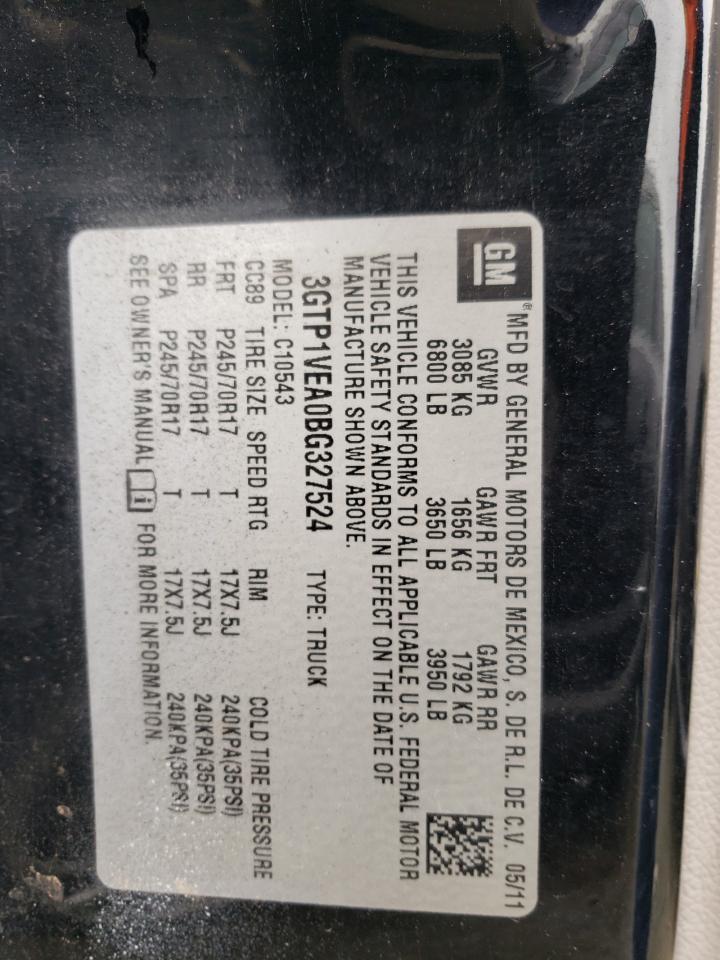 GM ® MFD BY GENERAL MOTORS DE MEXICO, S. DE R.L. DE C.V. 05/11
GVWR GAWR FRT GAWR RR
3085 KG 1656 KG 1792 KG
6800 LB 3650 LB 3950 LB
THIS VEHICLE CONFORMS TO ALL APPLICABLE U.S. FEDERAL MOTOR
VEHICLE SAFETY STANDARDS IN EFFECT ON THE DATE OF
MANUFACTURE SHOWN ABOVE.
3GTP1VEA0BG327524 TYPE: TRUCK
MODEL: C10543
CC89 TIRE SIZE SPEED RTG RIM COLD TIRE PRESSURE
FRT P245/70R17 T 17X7.5J 240KPA(35PSI)
RR P245/70R17 T 17X7.5J 240KPA(35PSI)
SPA P245/70R17 T 17X7.5J 240KPA(35PSI)
SEE OWNER'S MANUAL i FOR MORE INFORMATION.